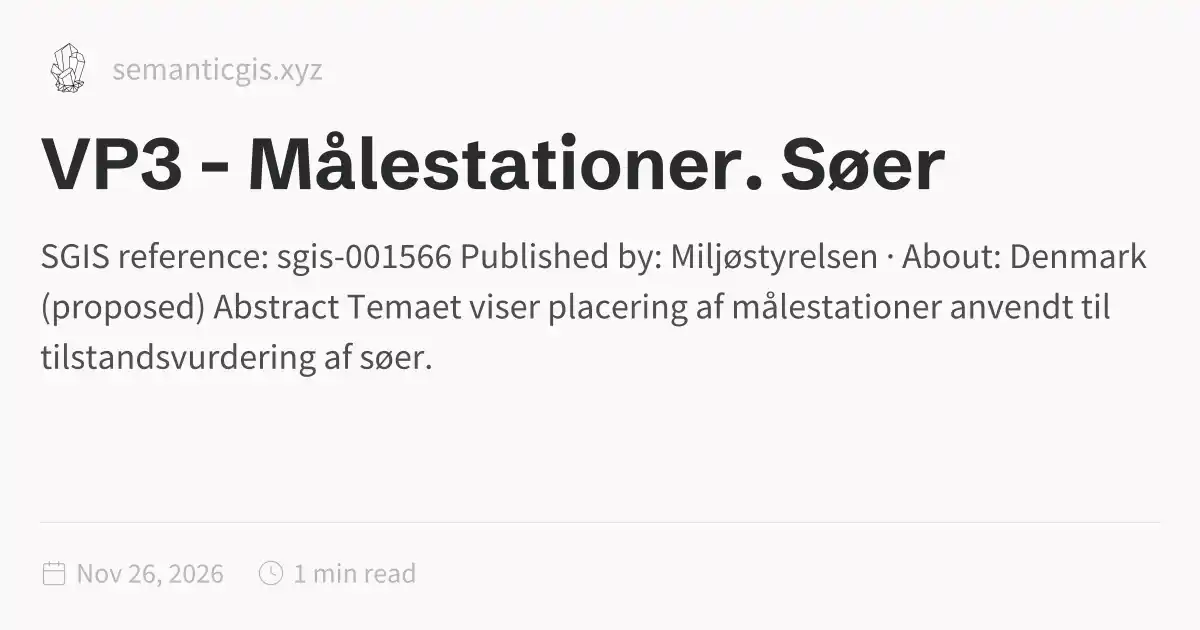 semanticgis.xyz
VP3 – Målestationer. Søer
SGIS reference: sgis-001566 Published by: Miljøstyrelsen · About: Denmark
(proposed) Abstract Temaet viser placering af målestationer anvendt til
tilstandsvurdering af søer.
Nov 26, 2026
1 min read